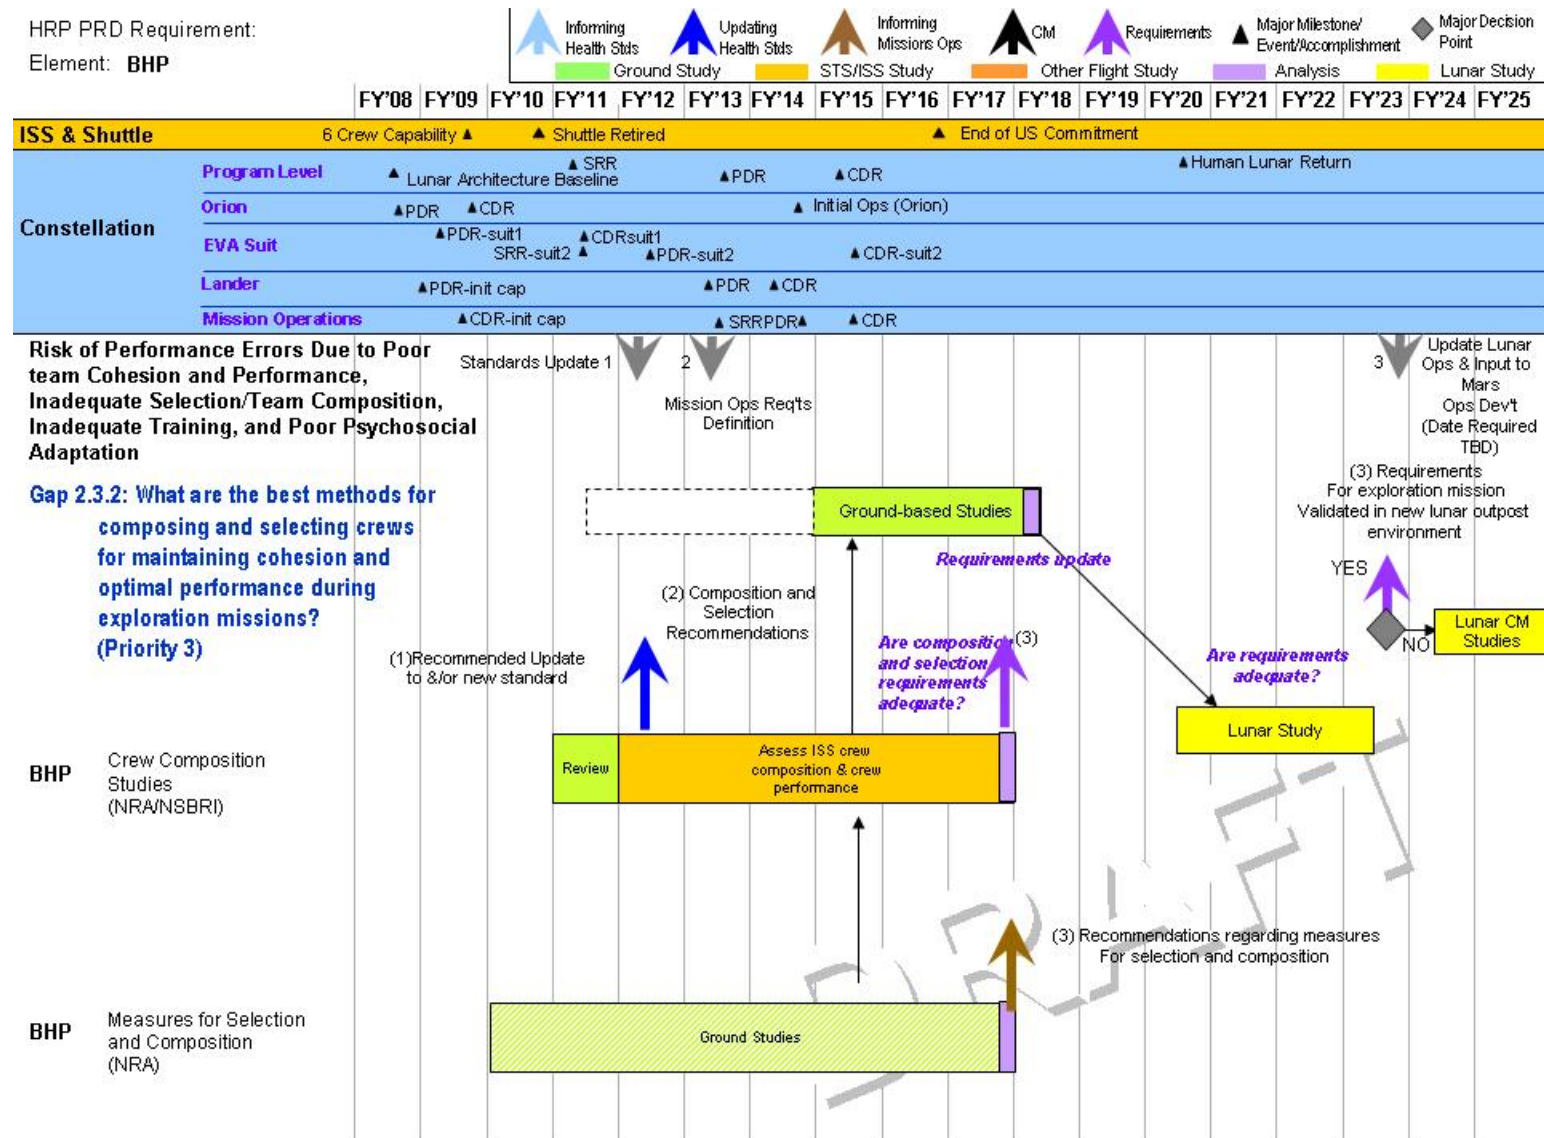 HRP PRD Requirement:
Element: BHP
Informing
Health Stds
Updating
Health Stds
Informing
Missions Ops
CM
Requirements
Major Milestone/
Event/Accomplishment
Major Decision
Point
Ground Study
STS/ISS Study
Other Flight Study
Analysis
Lunar Study
FY'08 FY'09 FY'10 FY'11 FY'12 FY'13 FY'14 FY'15 FY'16 FY'17 FY'18 FY'19 FY'20 FY'21 FY'22 FY'23 FY'24 FY'25
ISS & Shuttle
6 Crew Capability
Shuttle Retired
End of US Commitment
Constellation
Program Level
Lunar Architecture Baseline
SRR
PDR
CDR
Human Lunar Return
Orion
PDR
CDR
Initial Ops (Orion)
EVA Suit
PDR-suit1
SRR-suit2
CDRsuit1
PDR-suit2
CDR-suit2
Lander
PDR-init cap
PDR
CDR
Mission Operations
CDR-init cap
SRR
PDR
CDR
Risk of Performance Errors Due to Poor
team Cohesion and Performance,
Inadequate Selection/Team Composition,
Inadequate Training, and Poor Psychosocial
Adaptation
Standards Update 1
2
Mission Ops Req'ts
Definition
3
Update Lunar
Ops & Input to
Mars
Ops Dev't
(Date Required
TBD)
Gap 2.3.2: What are the best methods for
composing and selecting crews
for maintaining cohesion and
optimal performance during
exploration missions?
(Priority 3)
Ground-based Studies
Requirements update
(3) Requirements
For exploration mission
Validated in new lunar outpost
environment
YES
NO
Lunar CM
Studies
(2) Composition and
Selection
Recommendations
(1)Recommended Update
to &/or new standard
Are composition
and selection
requirements
adequate?
(3)
Are requirements
adequate?
Lunar Study
BHP
Crew Composition
Studies
(NRA/NSBRI)
Review
Assess ISS crew
composition & crew
performance
(3) Recommendations regarding measures
For selection and composition
BHP
Measures for Selection
and Composition
(NRA)
Ground Studies
DRAFT